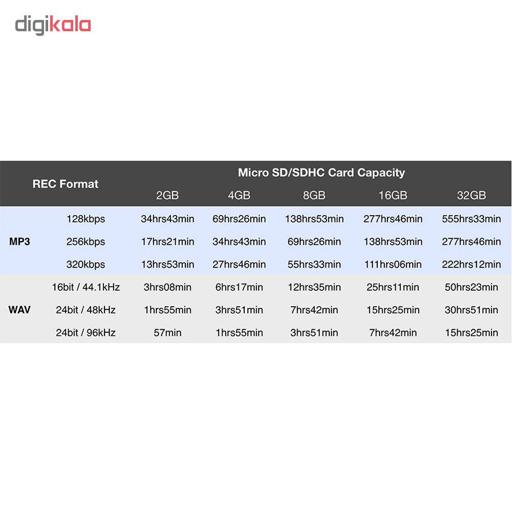 digikala
Micro SD/SDHC Card Capacity
REC Format
2GB 4GB 8GB 16GB 32GB
128kbps 34hrs43min 69hrs26min 138hrs53min 277hrs46min 555hrs33min
MP3 256kbps 17hrs21min 34hrs43min 69hrs26min 138hrs53min 277hrs46min
320kbps 13hrs53min 27hrs46min 55hrs33min 111hrs06min 222hrs12min
16bit / 44.1kHz 3hrs08min 6hrs17min 12hrs35min 25hrs11min 50hrs23min
WAV 24bit / 48kHz 1hrs55min 3hrs51min 7hrs42min 15hrs25min 30hrs51min
24bit / 96kHz 57min 1hrs55min 3hrs51min 7hrs42min 15hrs25min